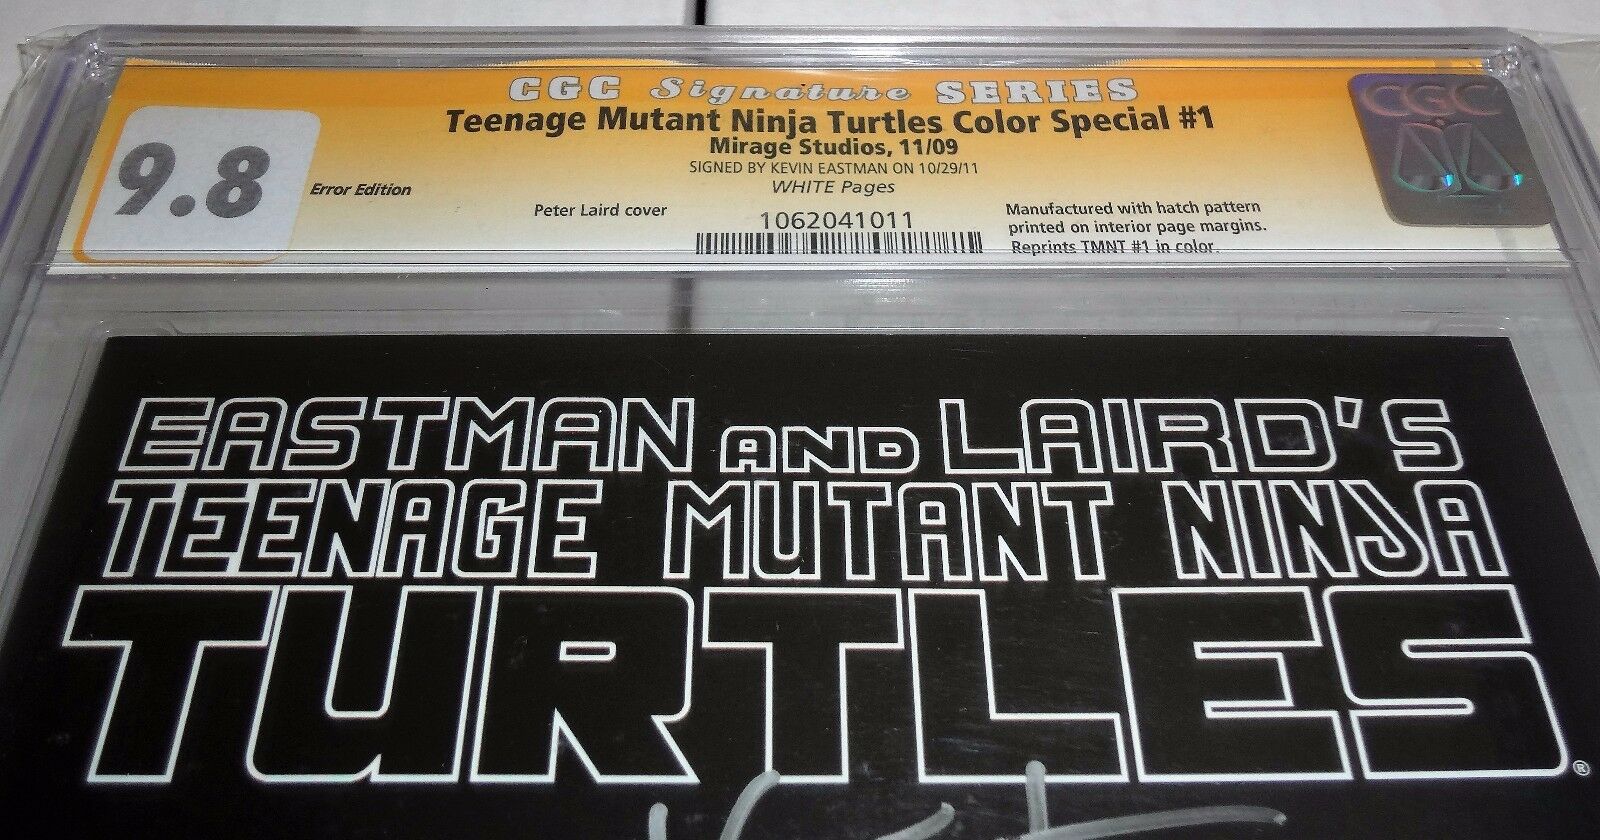 CGC Signature SERIES
Teenage Mutant Ninja Turtles Color Special #1
Mirage Studios, 11/09
SIGNED BY KEVIN EASTMAN ON 10/29/11
WHITE Pages
9.8
Error Edition
Peter Laird cover
1062041011
Manufactured with hatch pattern
printed on interior page margins.
Reprints TMNT #1 in color.
CGC
EASTMAN AND LAIRD'S
TEENAGE MUTANT NINJA
TURTLES®